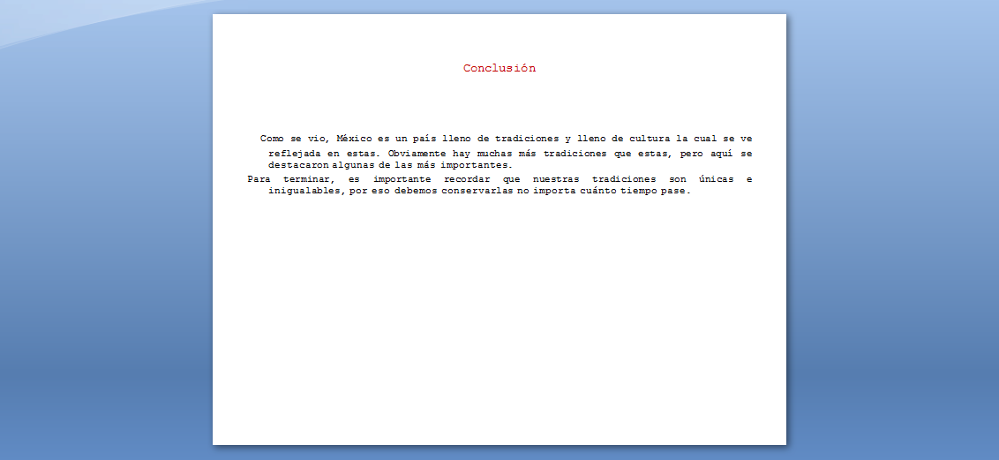 Conclusión
Como se vio, México es un país lleno de tradiciones y lleno de cultura la cual se ve
reflejada en estas. Obviamente hay muchas más tradiciones que estas, pero aquí se
destacaron algunas de las más importantes.
Para terminar, es importante recordar que nuestras tradiciones son únicas e
inigualables, por eso debemos conservarlas no importa cuánto tiempo pase.